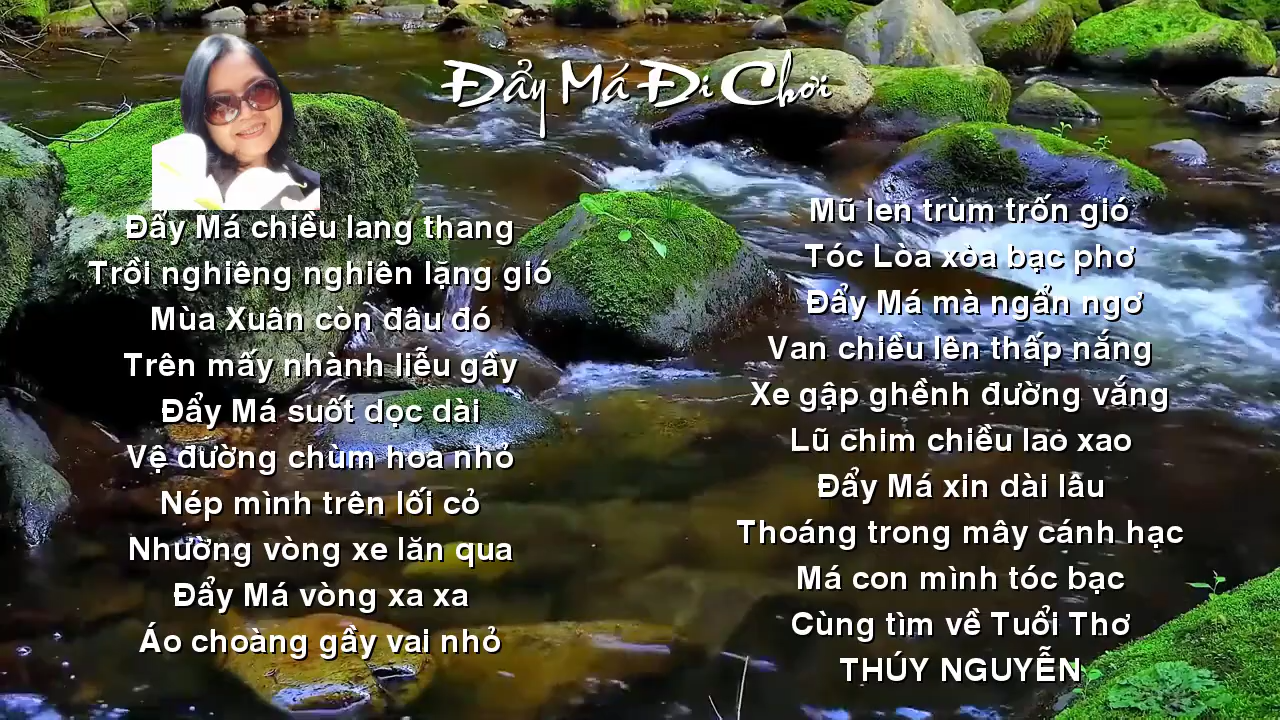 Đẩy Má Đi Chơi
Đẩy Má chiều lang thang
Trồi nghiêng nghiên lặng gió
Mùa Xuân còn đâu đó
Trên mấy nhành liễu gầy
Đẩy Má suốt dọc dài
Vệ đường chùm hoa nhỏ
Nép mình trên lối cỏ
Nhường vòng xe lăn qua
Đẩy Má vòng xa xa
Áo choàng gầy vai nhỏ
Mũ len trùm trốn gió
Tóc Lòa xòa bạc phơ
Đẩy Má mà ngẩn ngơ
Van chiều lên thấp nắng
Xe gập ghềnh đường vắng
Lũ chim chiều lao xao
Đẩy Má xin dài lâu
Thoáng trong mây cánh hạc
Má con mình tóc bạc
Cùng tìm về Tuổi Thơ
THÚY NGUYỄN